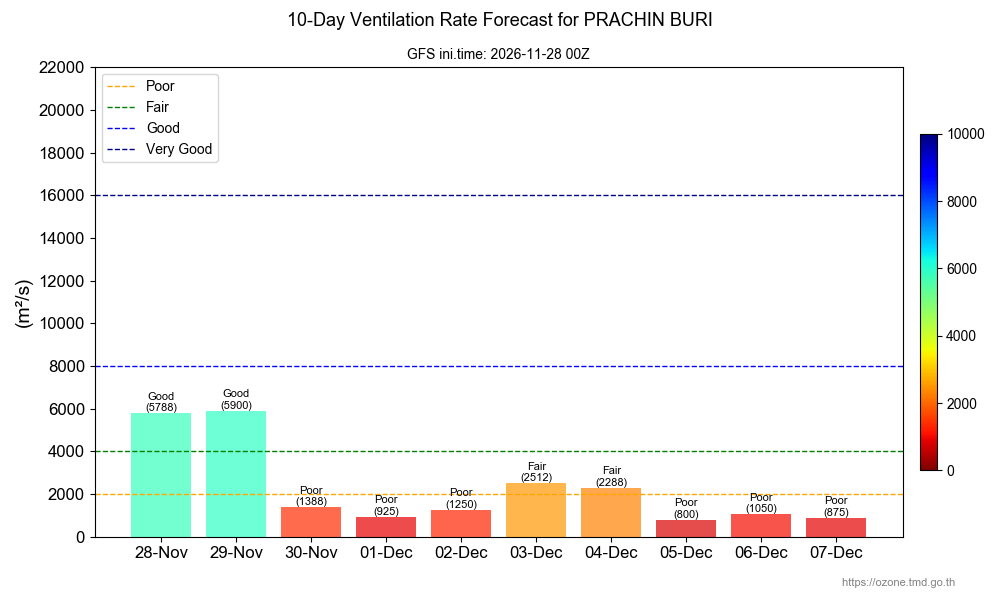 10-Day Ventilation Rate Forecast for PRACHIN BURI
GFS ini.time: 2026-11-28 00Z
22000
20000
18000
16000
14000
12000
10000
8000
6000
4000
2000
0
(m²/s)
Poor
Fair
Good
Very Good
Good
(5788)
Good
(5900)
Poor
(1388)
Poor
(925)
Poor
(1250)
Fair
(2512)
Fair
(2288)
Poor
(800)
Poor
(1050)
Poor
(875)
28-Nov 29-Nov 30-Nov 01-Dec 02-Dec 03-Dec 04-Dec 05-Dec 06-Dec 07-Dec
10000
8000
6000
4000
2000
0
https://ozone.tmd.go.th